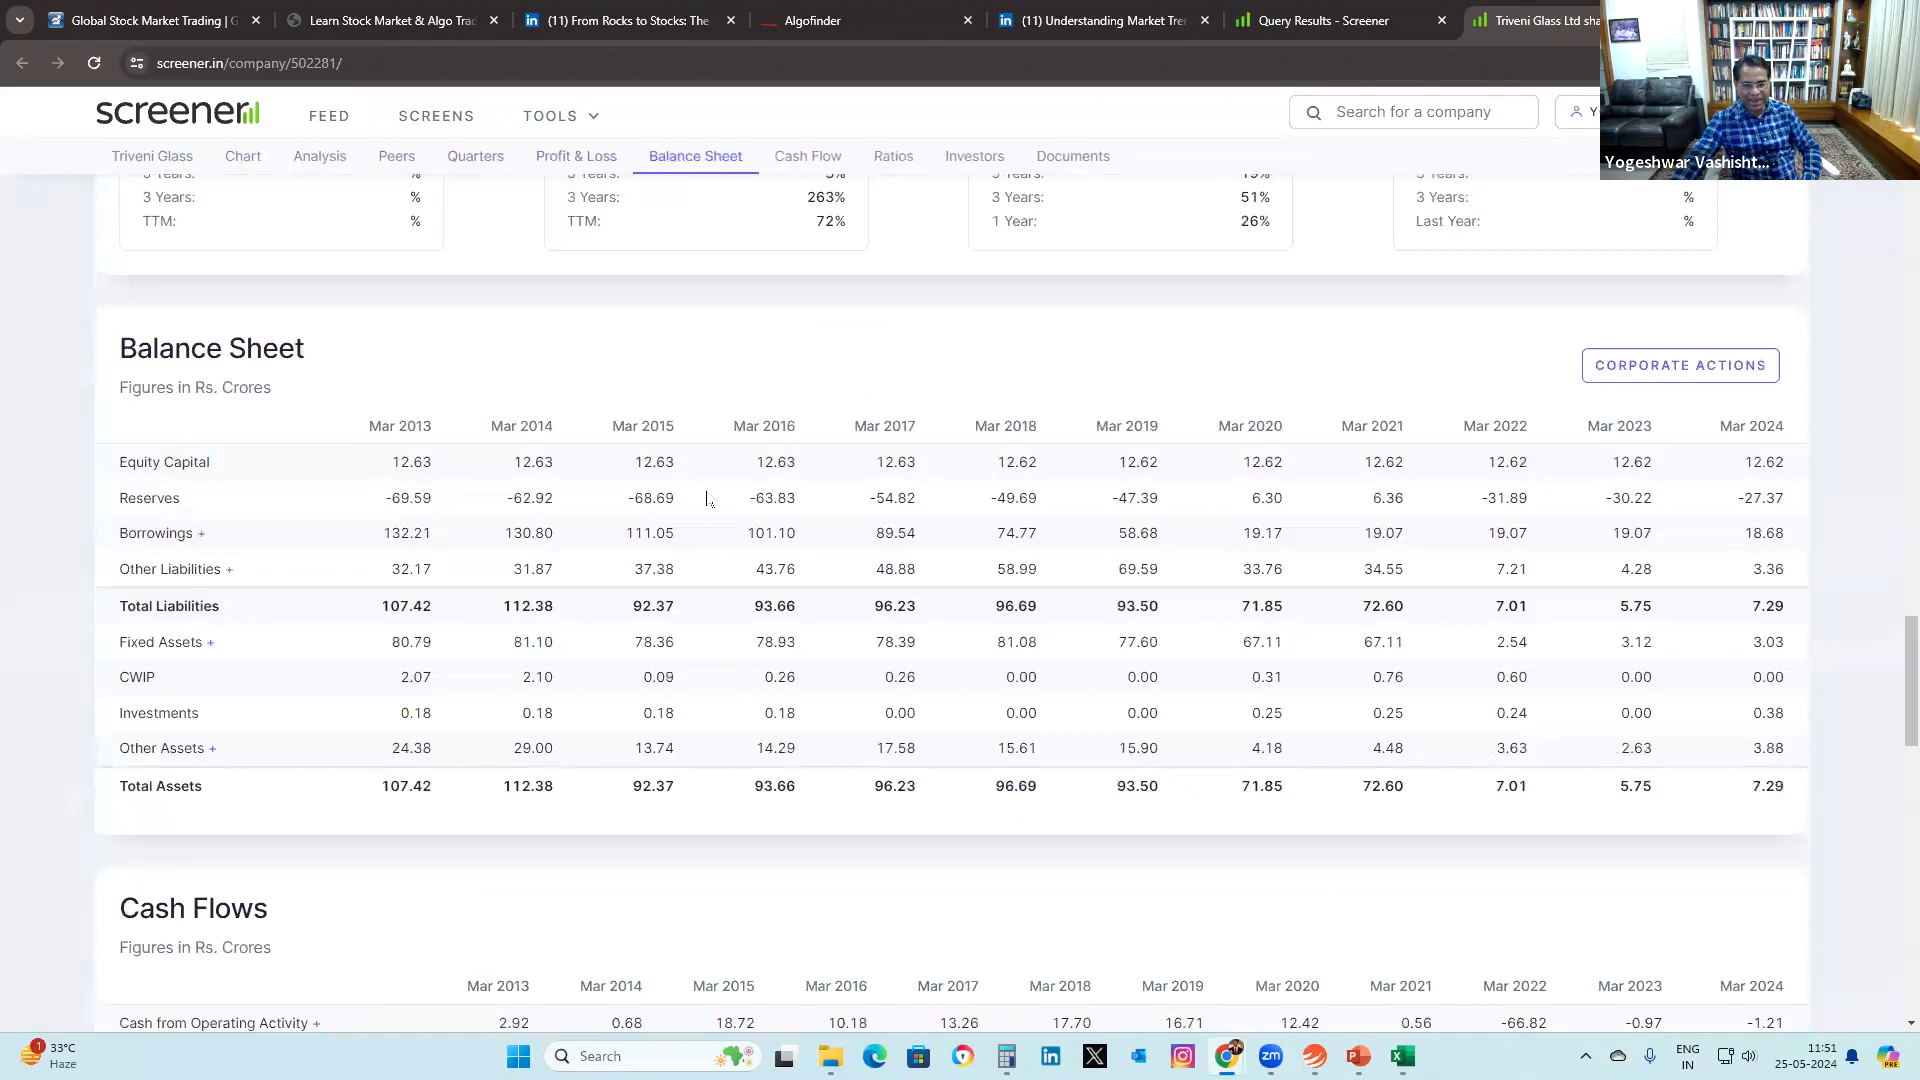 Global Stock Market Trading | G
Learn Stock Market & Algo Trac
(11) From Rocks to Stocks: The
Algofinder
(11) Understanding Market Tre
Query Results - Screener
Triveni Glass Ltd sha
screener.in/company/502281/
screener
FEED SCREENS TOOLS
Search for a company
Y
Triveni Glass Chart Analysis Peers Quarters Profit & Loss Balance Sheet Cash Flow Ratios Investors Documents
Yogeshwar Vashisht...
3 Years: % 3 Years: 263% 3 Years: 51% 3 Years: %
TTM: % TTM: 72% 1 Year: 26% Last Year: %
Balance Sheet
CORPORATE ACTIONS
Figures in Rs. Crores
Mar 2013 Mar 2014 Mar 2015 Mar 2016 Mar 2017 Mar 2018 Mar 2019 Mar 2020 Mar 2021 Mar 2022 Mar 2023 Mar 2024
Equity Capital 12.63 12.63 12.63 12.63 12.63 12.62 12.62 12.62 12.62 12.62 12.62 12.62
Reserves -69.59 -62.92 -68.69 -63.83 -54.82 -49.69 -47.39 6.30 6.36 -31.89 -30.22 -27.37
Borrowings + 132.21 130.80 111.05 101.10 89.54 74.77 58.68 19.17 19.07 19.07 19.07 18.68
Other Liabilities + 32.17 31.87 37.38 43.76 48.88 58.99 69.59 33.76 34.55 7.21 4.28 3.36
Total Liabilities 107.42 112.38 92.37 93.66 96.23 96.69 93.50 71.85 72.60 7.01 5.75 7.29
Fixed Assets + 80.79 81.10 78.36 78.93 78.39 81.08 77.60 67.11 67.11 2.54 3.12 3.03
CWIP 2.07 2.10 0.09 0.26 0.26 0.00 0.00 0.31 0.76 0.60 0.00 0.00
Investments 0.18 0.18 0.18 0.18 0.00 0.00 0.00 0.25 0.25 0.24 0.00 0.38
Other Assets + 24.38 29.00 13.74 14.29 17.58 15.61 15.90 4.18 4.48 3.63 2.63 3.88
Total Assets 107.42 112.38 92.37 93.66 96.23 96.69 93.50 71.85 72.60 7.01 5.75 7.29
Cash Flows
Figures in Rs. Crores
Mar 2013 Mar 2014 Mar 2015 Mar 2016 Mar 2017 Mar 2018 Mar 2019 Mar 2020 Mar 2021 Mar 2022 Mar 2023 Mar 2024
Cash from Operating Activity + 2.92 0.68 18.72 10.18 13.26 17.70 16.71 12.42 0.56 -66.82 -0.97 -1.21
1
33°C
Haze
Search
zm
ENG
IN
11:51
25-05-2024
PRE